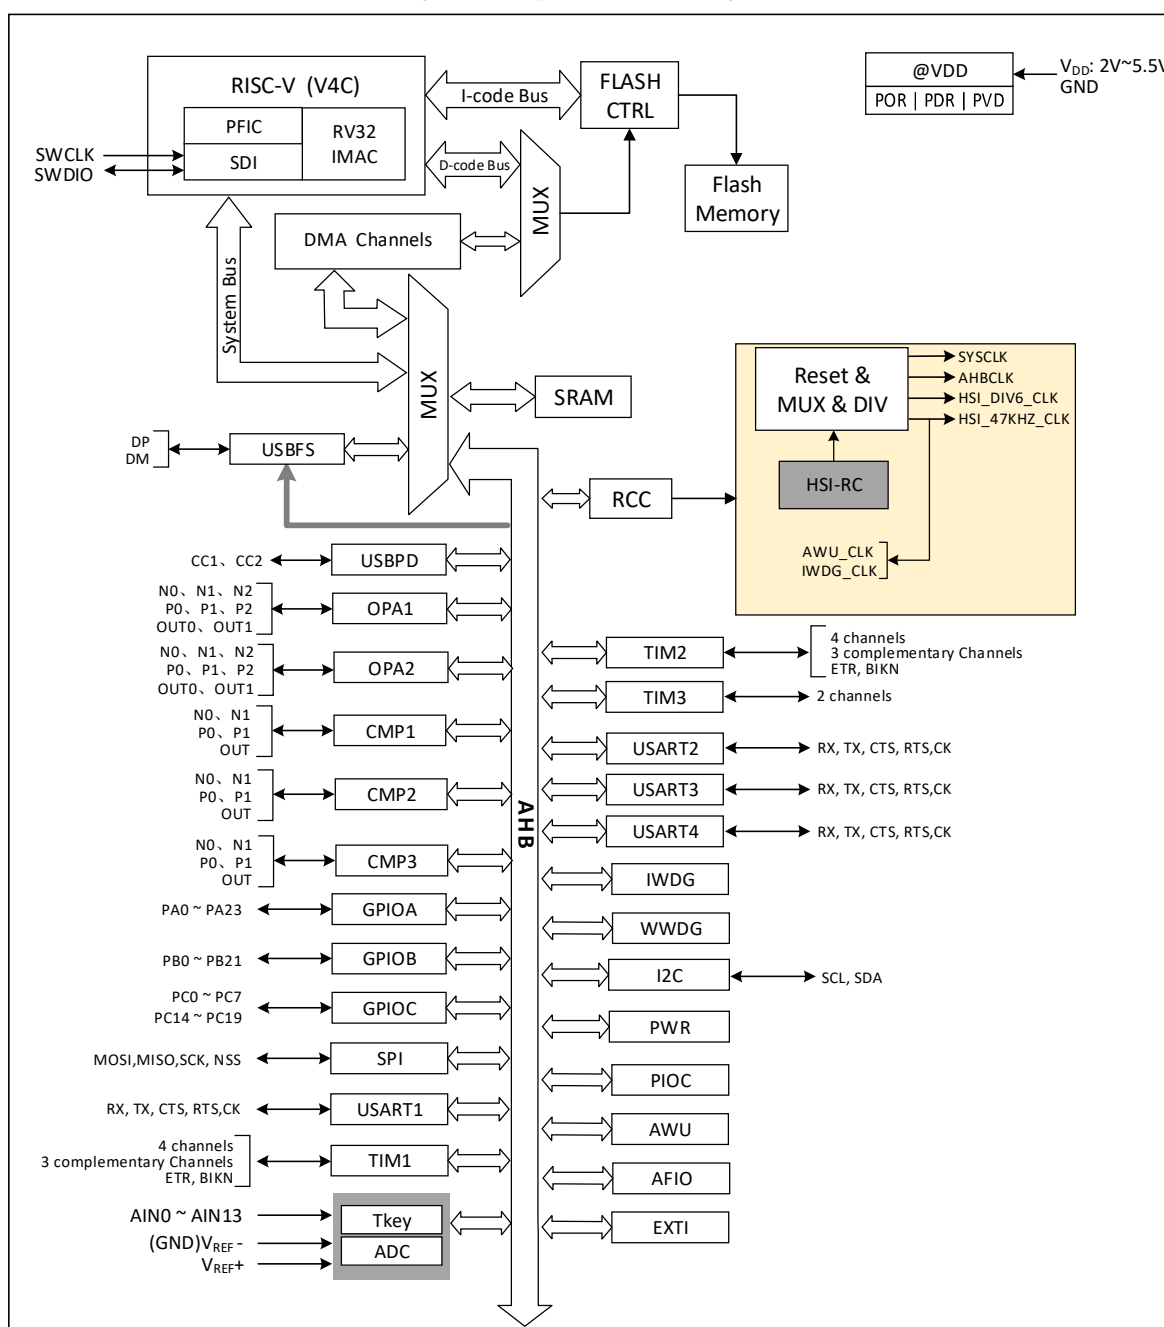 RISC-V (V4C)
PFIC
SDI
RV32
IMAC
SWCLK
SWDIO
I-code Bus
D-code Bus
FLASH
CTRL
MUX
Flash
Memory
@VDD
POR | PDR | PVD
VDD: 2V~5.5V
GND
DMA Channels
System Bus
MUX
SRAM
DP
DM
USBFS
RCC
Reset &
MUX & DIV
HSI-RC
SYSCLK
AHBCLK
HSI_DIV6_CLK
HSI_47KHZ_CLK
AWU_CLK
IWDG_CLK
AHB
CC1、CC2
USBPD
N0、N1、N2
P0、P1、P2
OUT0、OUT1
OPA1
N0、N1、N2
P0、P1、P2
OUT0、OUT1
OPA2
N0、N1
P0、P1
OUT
CMP1
N0、N1
P0、P1
OUT
CMP2
N0、N1
P0、P1
OUT
CMP3
PA0 ~ PA23
GPIOA
PB0 ~ PB21
GPIOB
PC0 ~ PC7
PC14 ~ PC19
GPIOC
MOSI,MISO,SCK, NSS
SPI
RX, TX, CTS, RTS,CK
USART1
4 channels
3 complementary Channels
ETR, BIKN
TIM1
AIN0 ~ AIN13
(GND)VREF -
VREF+
Tkey
ADC
TIM2
4 channels
3 complementary Channels
ETR, BIKN
TIM3
2 channels
USART2
RX, TX, CTS, RTS,CK
USART3
RX, TX, CTS, RTS,CK
USART4
RX, TX, CTS, RTS,CK
IWDG
WWDG
I2C
SCL, SDA
PWR
PIOC
AWU
AFIO
EXTI